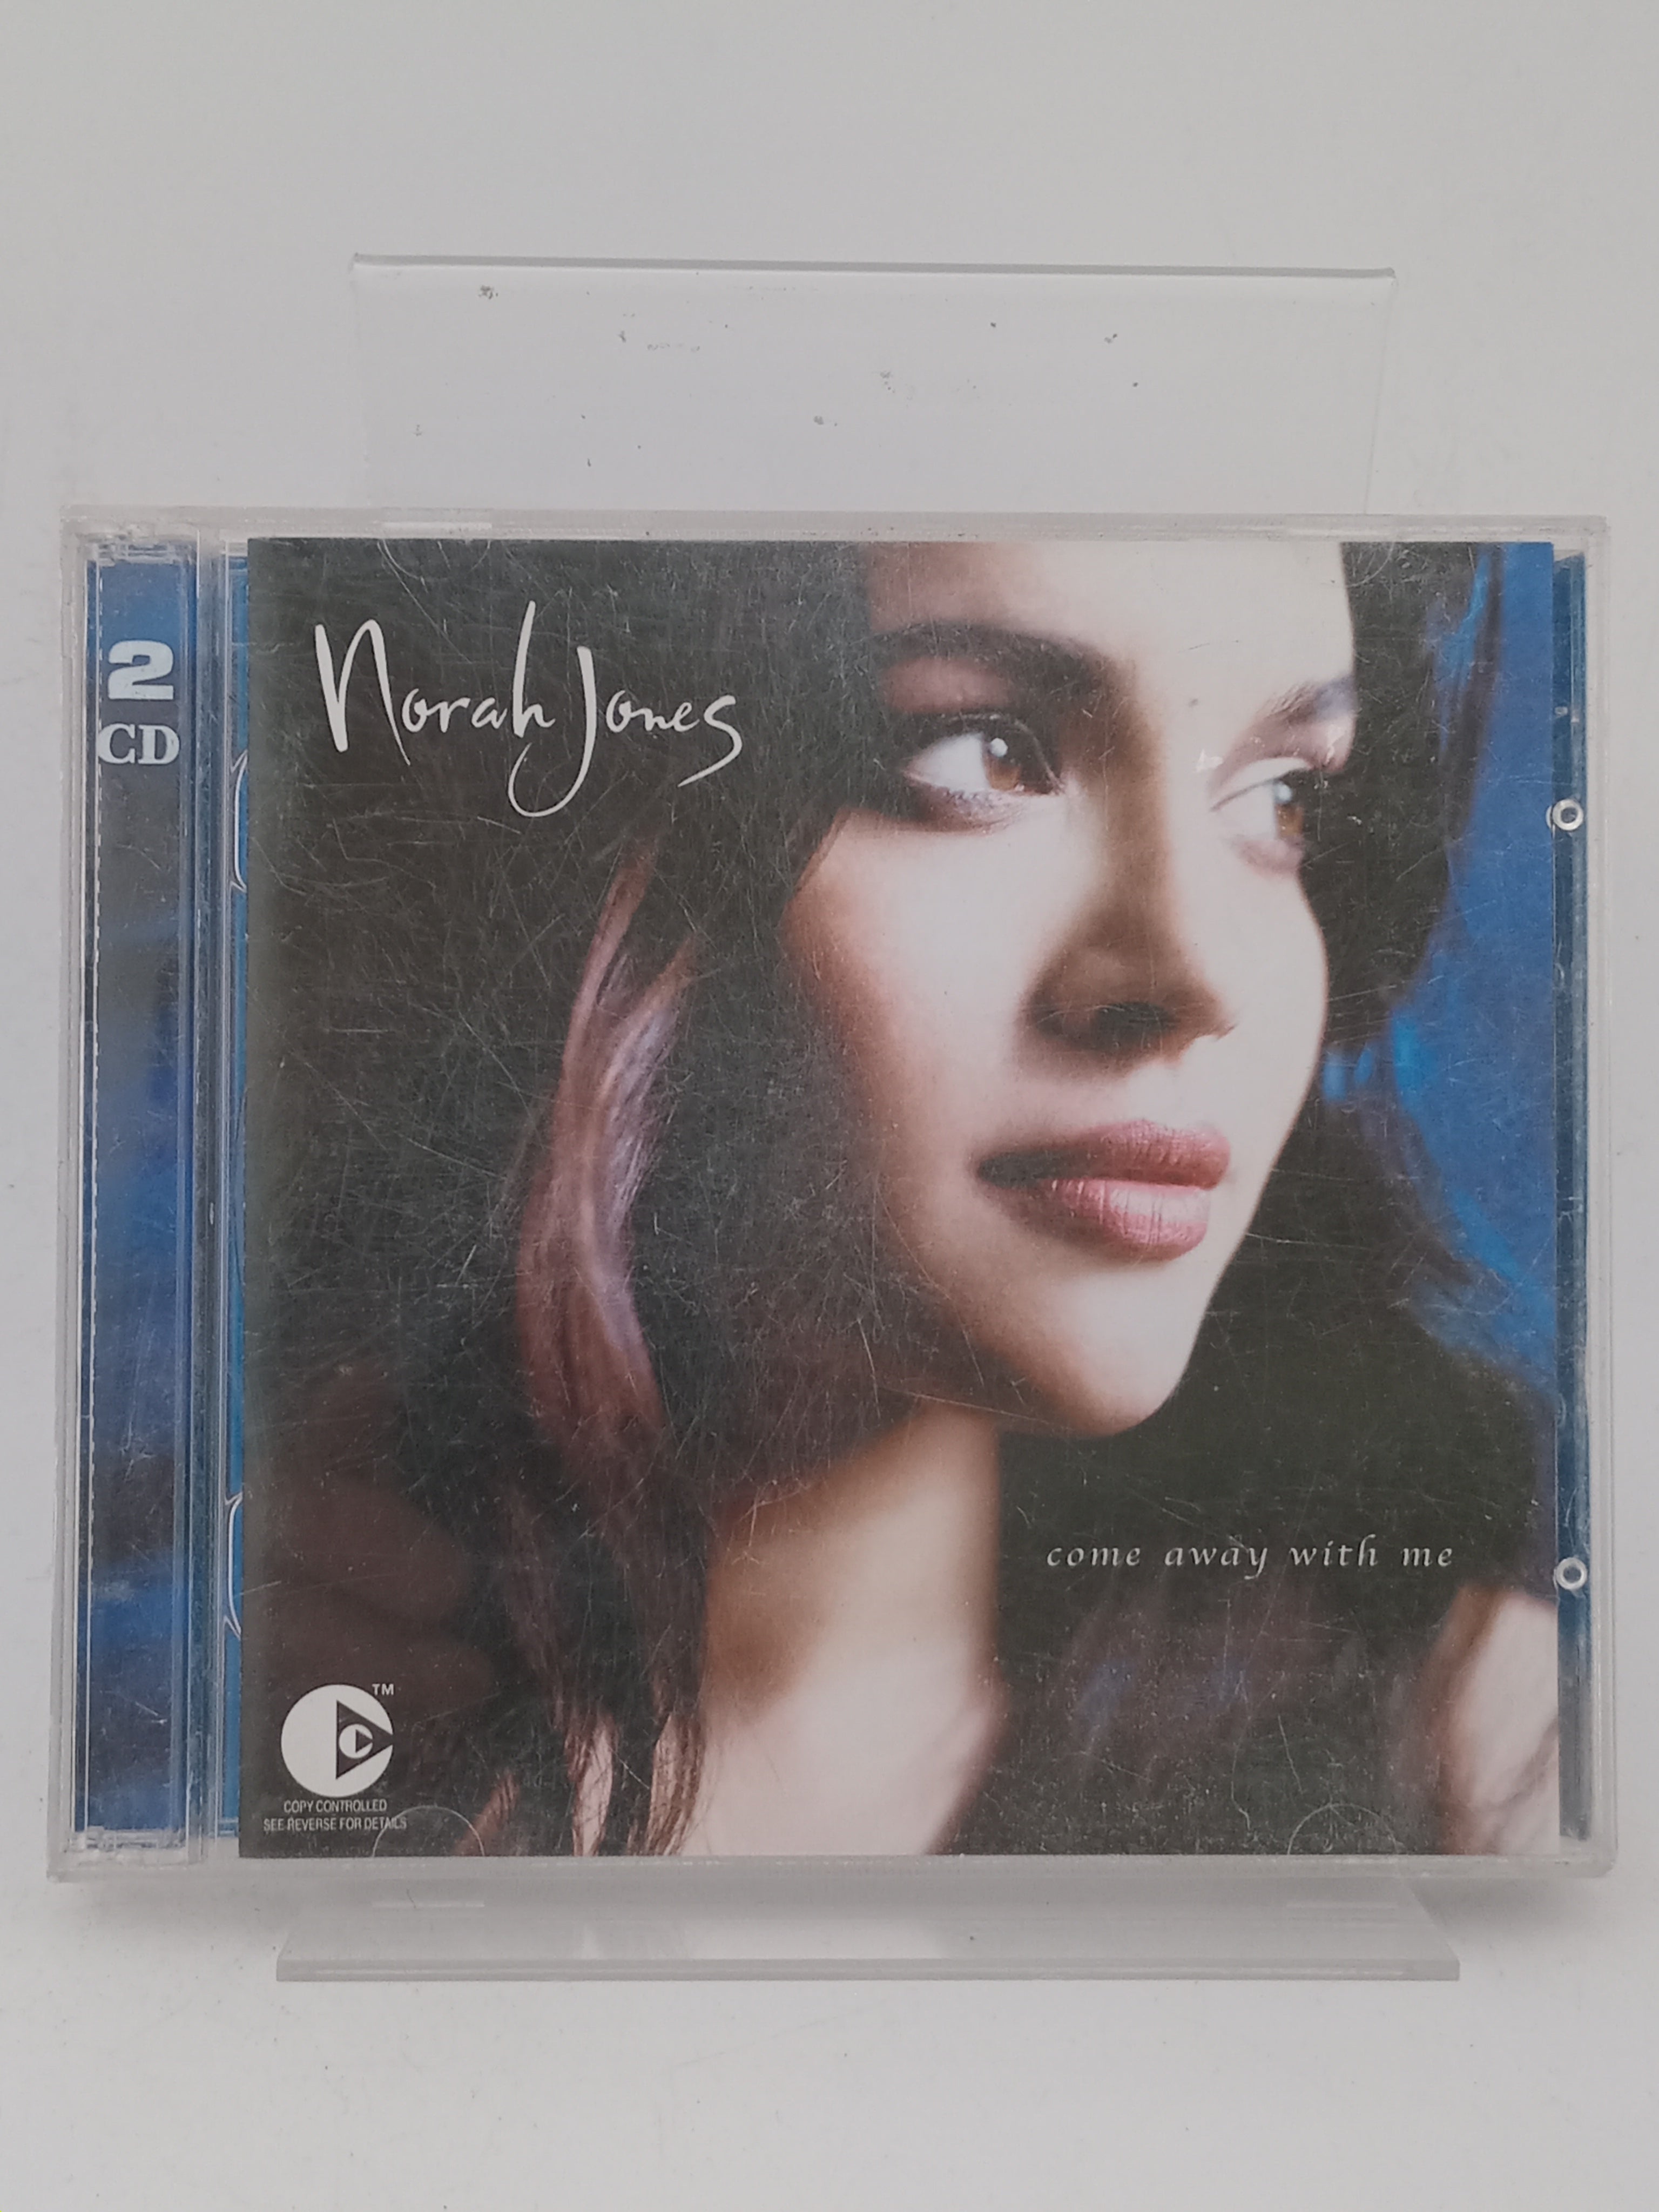 2
CD
Norah Jones
come away with me
TM
COPY CONTROLLED
SEE REVERSE FOR DETAILS